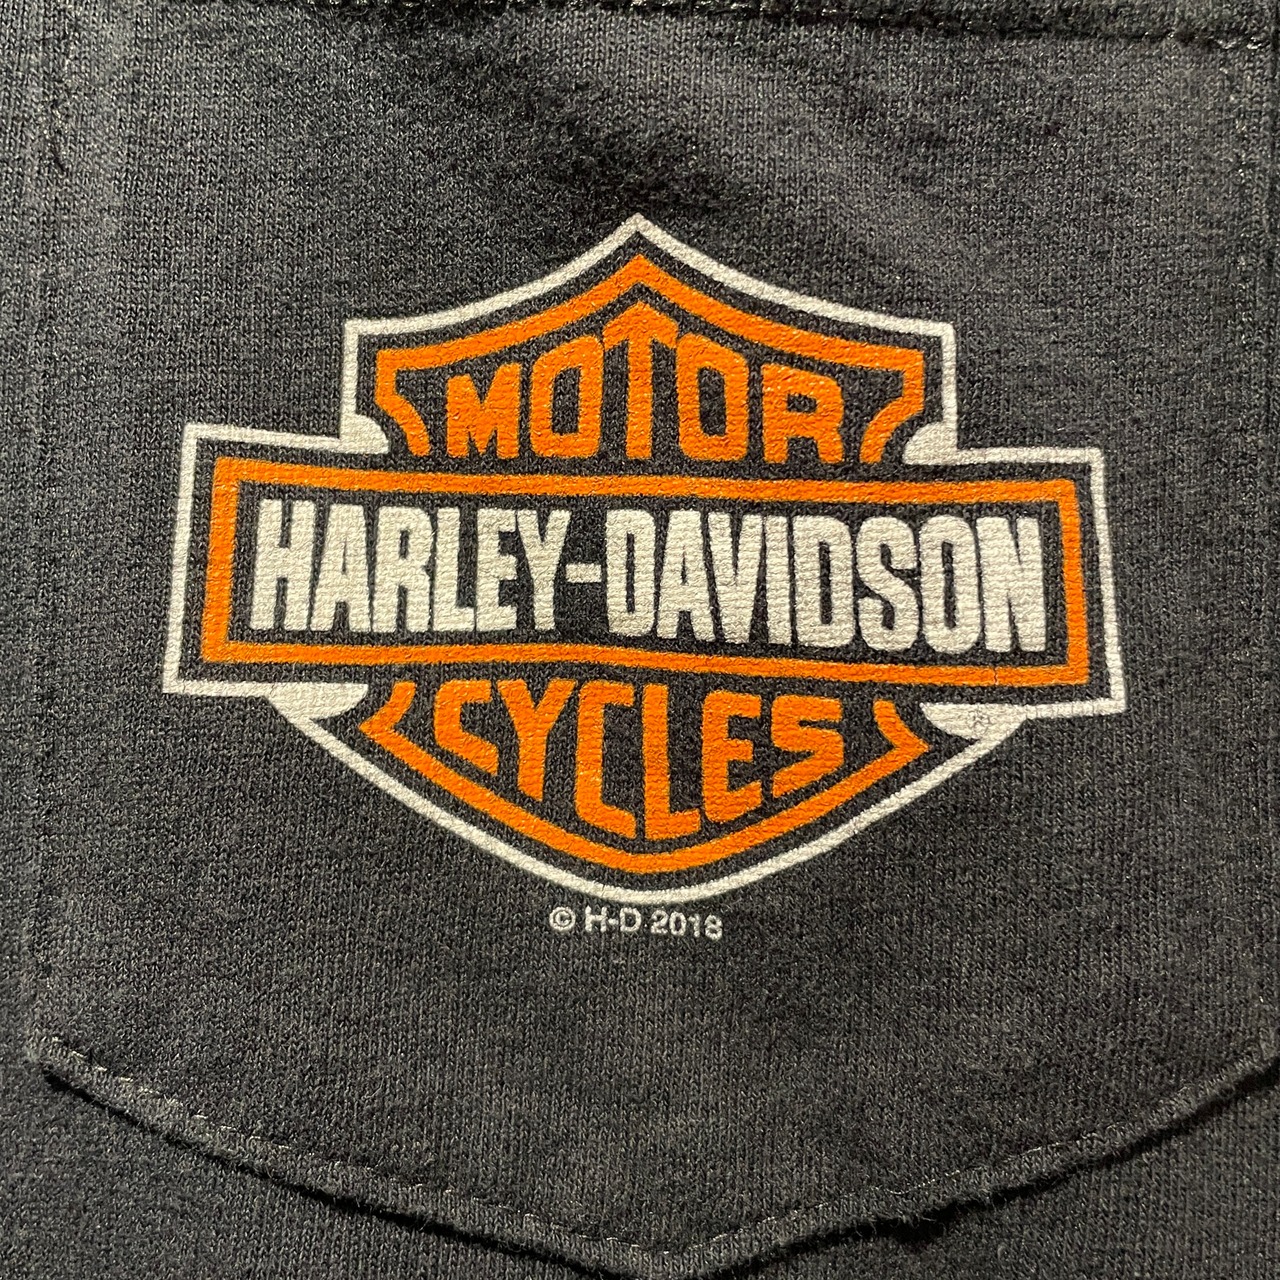 MOTOR
HARLEY-DAVIDSON
CYCLES
®
© H-D 2018